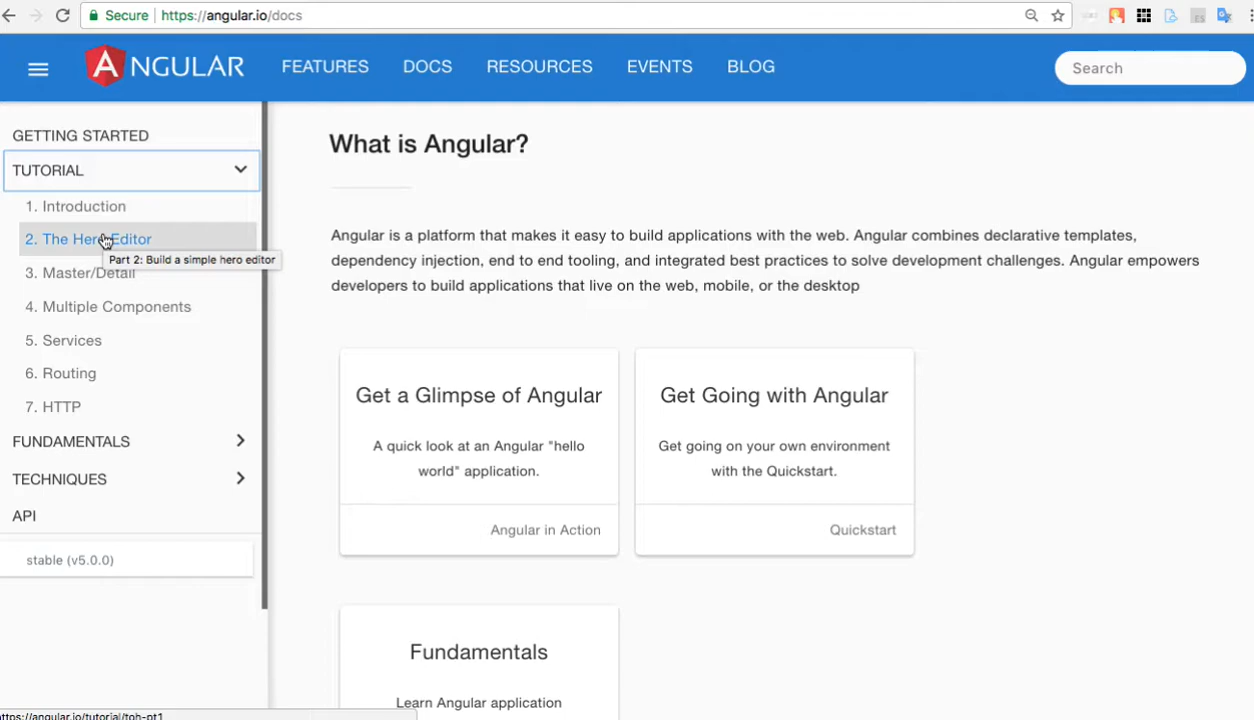 Secure https://angular.io/docs
ANGULAR FEATURES DOCS RESOURCES EVENTS BLOG Search
GETTING STARTED
TUTORIAL
1. Introduction
2. The Hero Editor
Part 2: Build a simple hero editor
3. Master/Detail
4. Multiple Components
5. Services
6. Routing
7. HTTP
FUNDAMENTALS
TECHNIQUES
API
stable (v5.0.0)
What is Angular?
Angular is a platform that makes it easy to build applications with the web. Angular combines declarative templates,
dependency injection, end to end tooling, and integrated best practices to solve development challenges. Angular empowers
developers to build applications that live on the web, mobile, or the desktop
Get a Glimpse of Angular
A quick look at an Angular "hello
world" application.
Angular in Action
Get Going with Angular
Get going on your own environment
with the Quickstart.
Quickstart
Fundamentals
Learn Angular application
https://angular.io/tutorial/toh-pt1